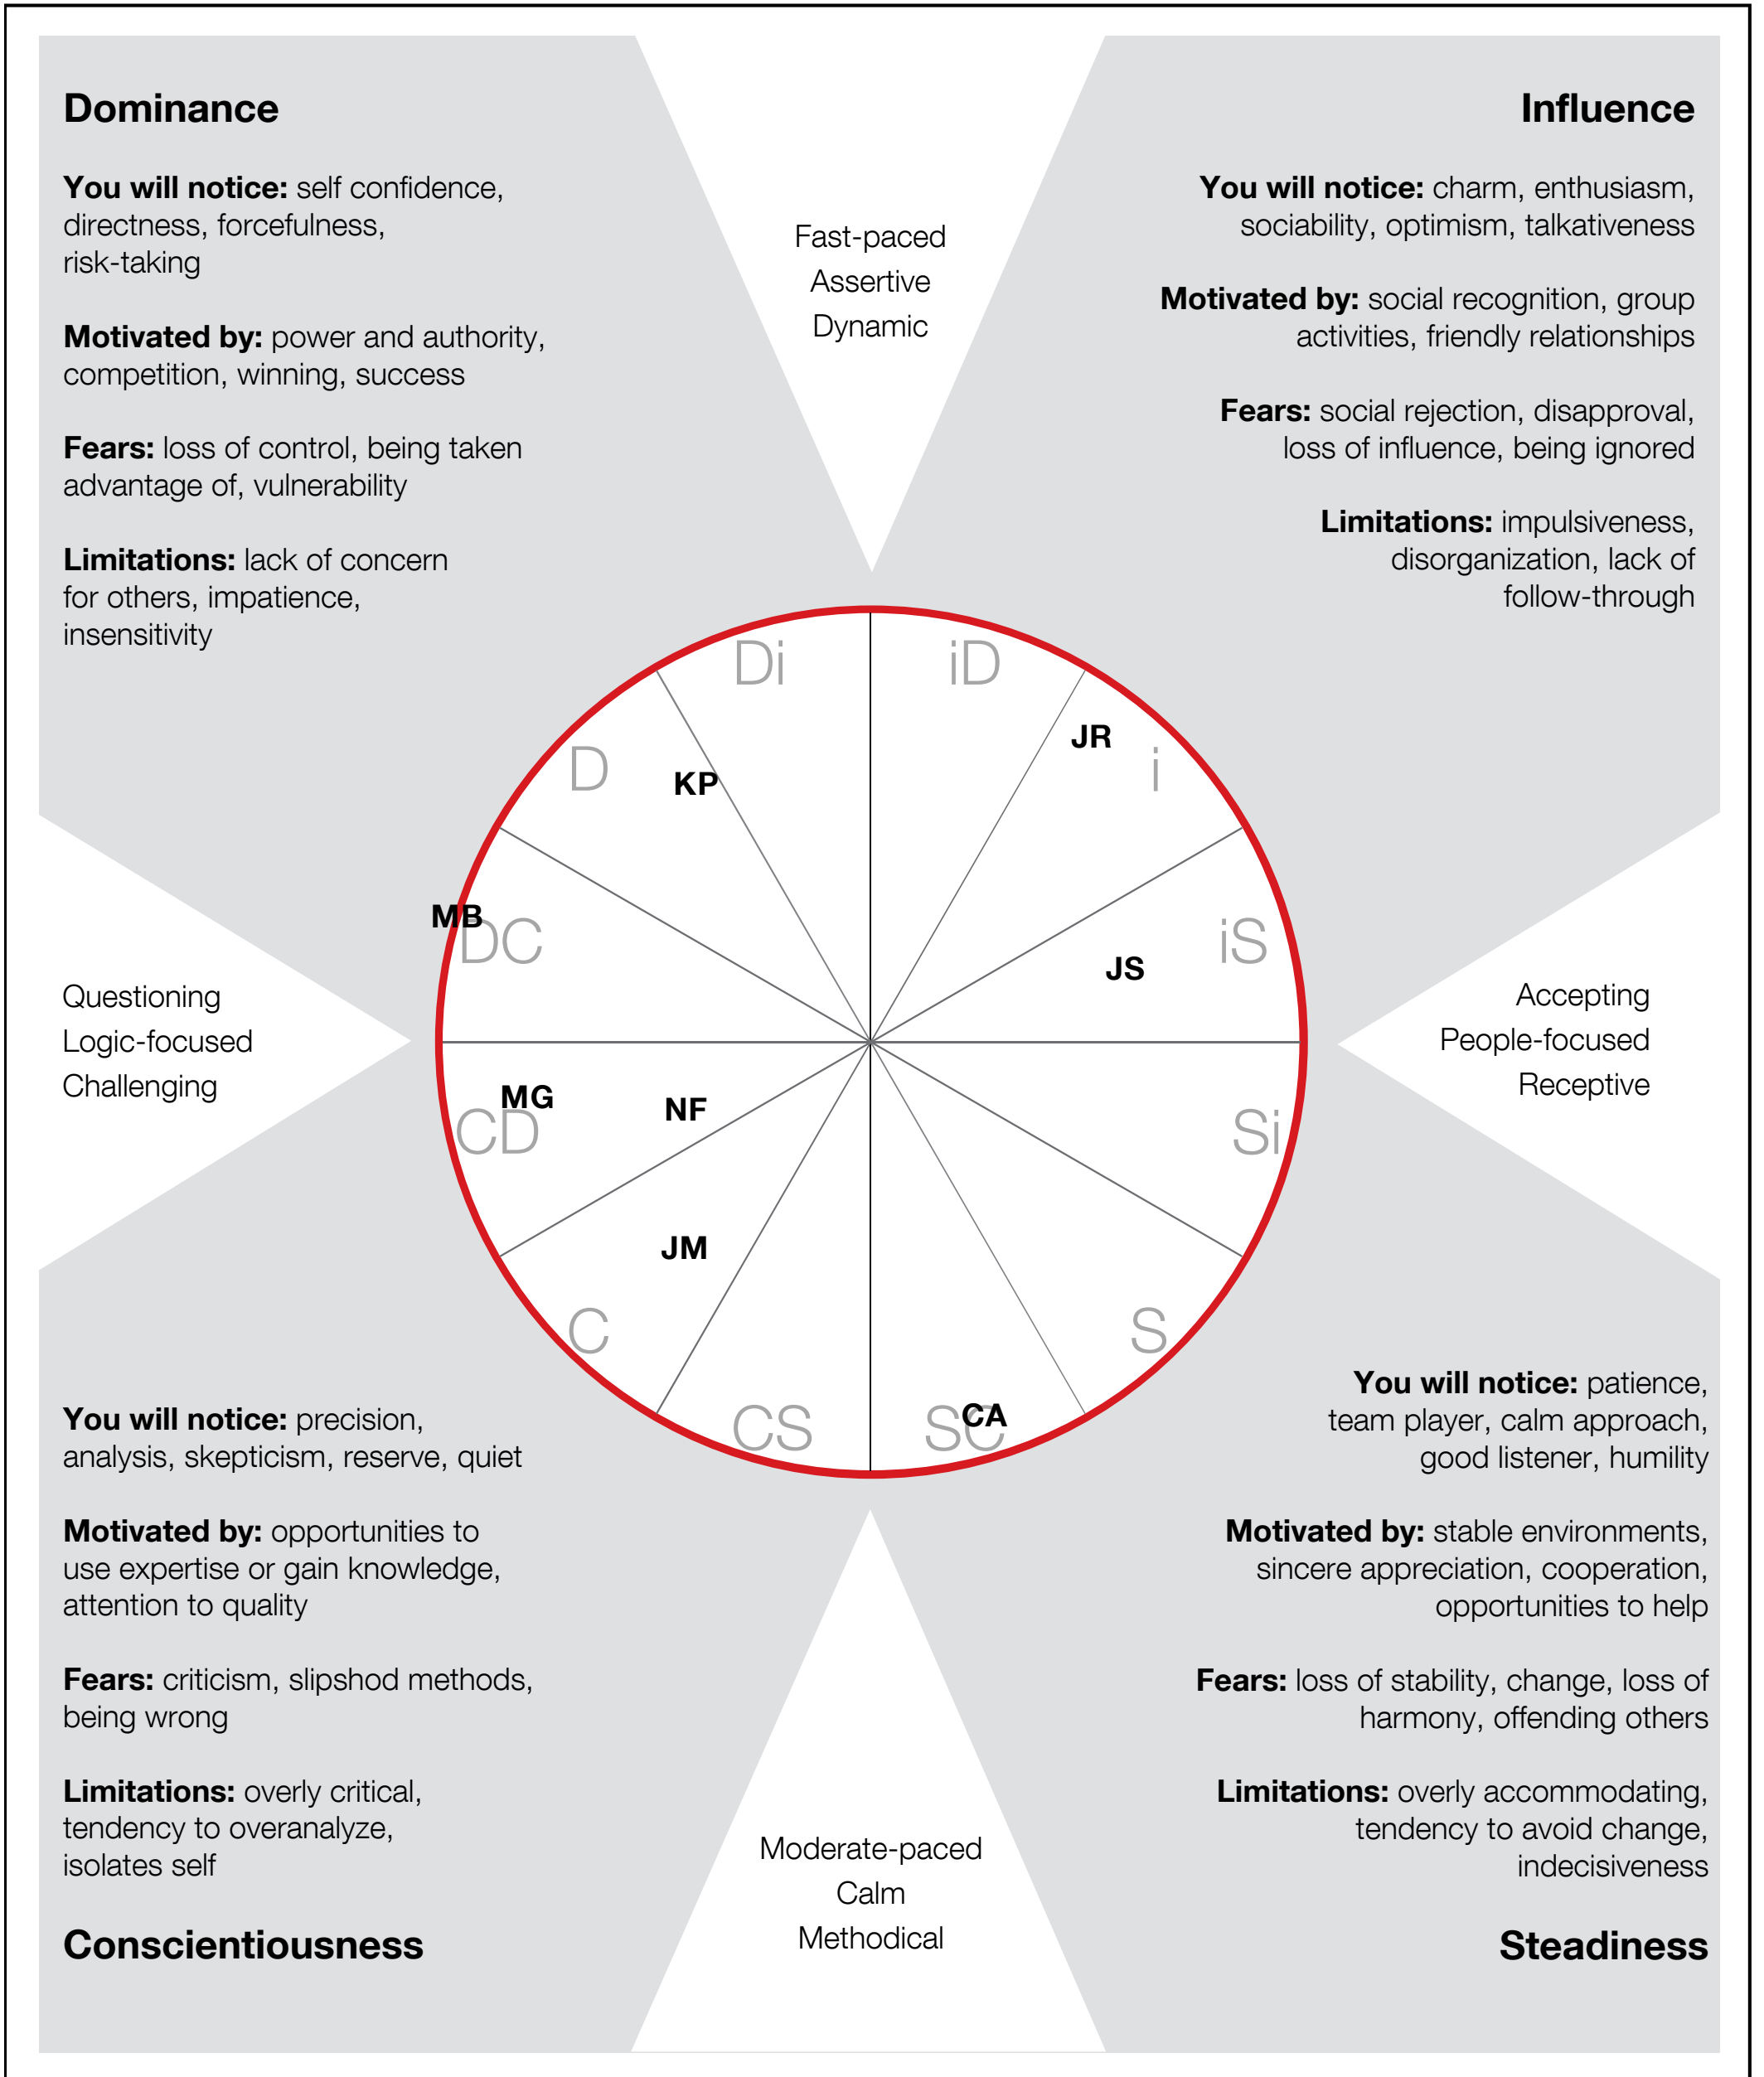 Dominance
You will notice: self confidence,
directness, forcefulness,
risk-taking
Motivated by: power and authority,
competition, winning, success
Fears: loss of control, being taken
advantage of, vulnerability
Limitations: lack of concern
for others, impatience,
insensitivity
Fast-paced
Assertive
Dynamic
Influence
You will notice: charm, enthusiasm,
sociability, optimism, talkativeness
Motivated by: social recognition, group
activities, friendly relationships
Fears: social rejection, disapproval,
loss of influence, being ignored
Limitations: impulsiveness,
disorganization, lack of
follow-through
Di
iD
JR
D
i
KP
MB
DC
iS
JS
Questioning
Logic-focused
Challenging
Accepting
People-focused
Receptive
MG
NF
CD
Si
JM
C
S
CS
SC
CA
You will notice: precision,
analysis, skepticism, reserve, quiet
Motivated by: opportunities to
use expertise or gain knowledge,
attention to quality
Fears: criticism, slipshod methods,
being wrong
Limitations: overly critical,
tendency to overanalyze,
isolates self
Conscientiousness
Moderate-paced
Calm
Methodical
You will notice: patience,
team player, calm approach,
good listener, humility
Motivated by: stable environments,
sincere appreciation, cooperation,
opportunities to help
Fears: loss of stability, change, loss of
harmony, offending others
Limitations: overly accommodating,
tendency to avoid change,
indecisiveness
Steadiness